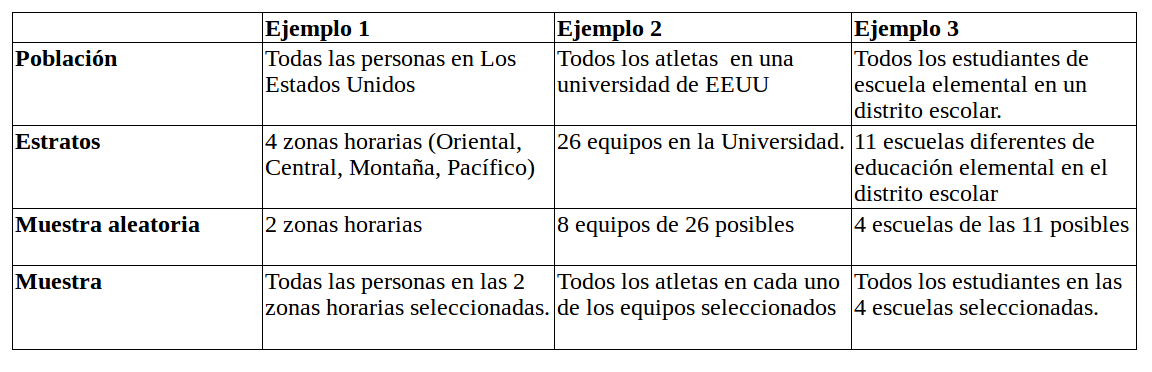 Ejemplo 1
Ejemplo 2
Ejemplo 3
Población
Todas las personas en Los
Estados Unidos
Todos los atletas  en una
universidad de EEUU
Todos los estudiantes de
escuela elemental en un
distrito escolar.
Estratos
4 zonas horarias (Oriental,
Central, Montaña, Pacífico)
26 equipos en la Universidad.
11 escuelas diferentes de
educación elemental en el
distrito escolar
Muestra aleatoria
2 zonas horarias
8 equipos de 26 posibles
4 escuelas de las 11 posibles
Muestra
Todas las personas en las 2
zonas horarias seleccionadas.
Todos los atletas en cada uno
de los equipos seleccionados
Todos los estudiantes en las
4 escuelas seleccionadas.